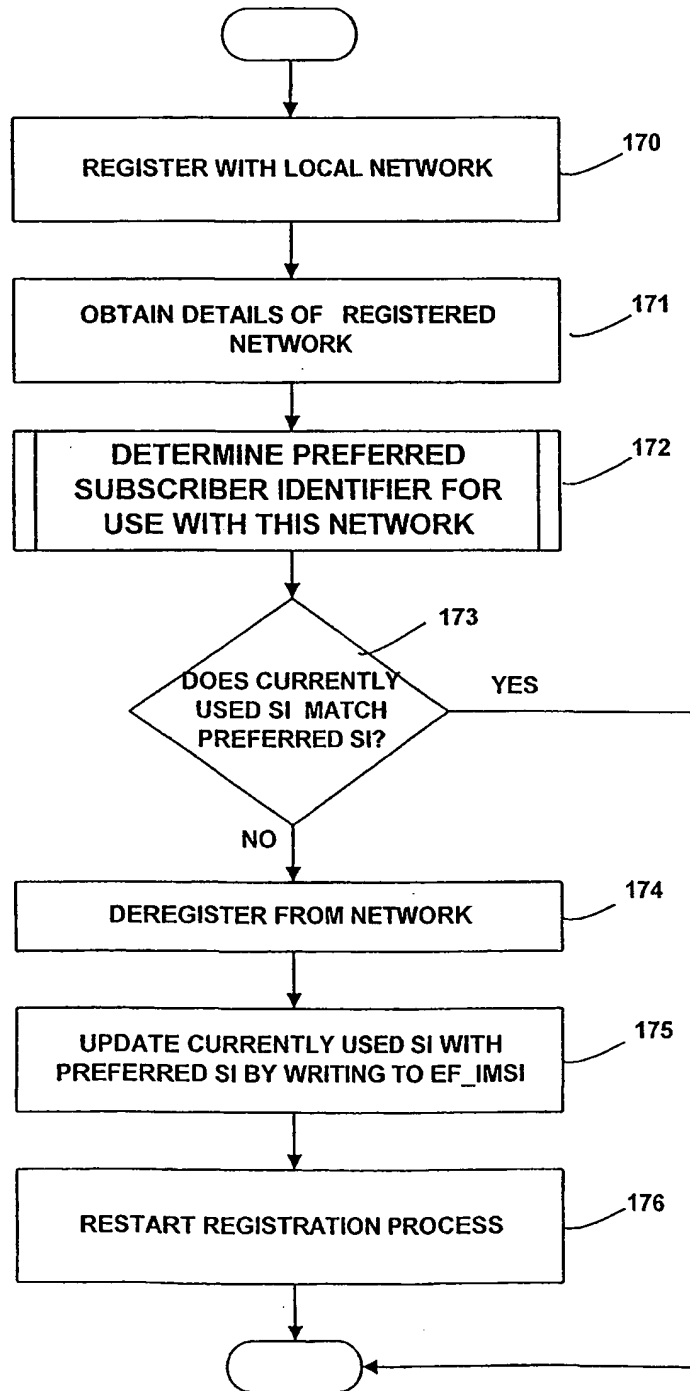 REGISTER WITH LOCAL NETWORK
170
OBTAIN DETAILS OF REGISTERED
NETWORK
171
DETERMINE PREFERRED
SUBSCRIBER IDENTIFIER FOR
USE WITH THIS NETWORK
172
173
DOES CURRENTLY
USED SI MATCH
PREFERRED SI?
YES
NO
DEREGISTER FROM NETWORK
174
UPDATE CURRENTLY USED SI WITH
PREFERRED SI BY WRITING TO EF_IMSI
175
RESTART REGISTRATION PROCESS
176